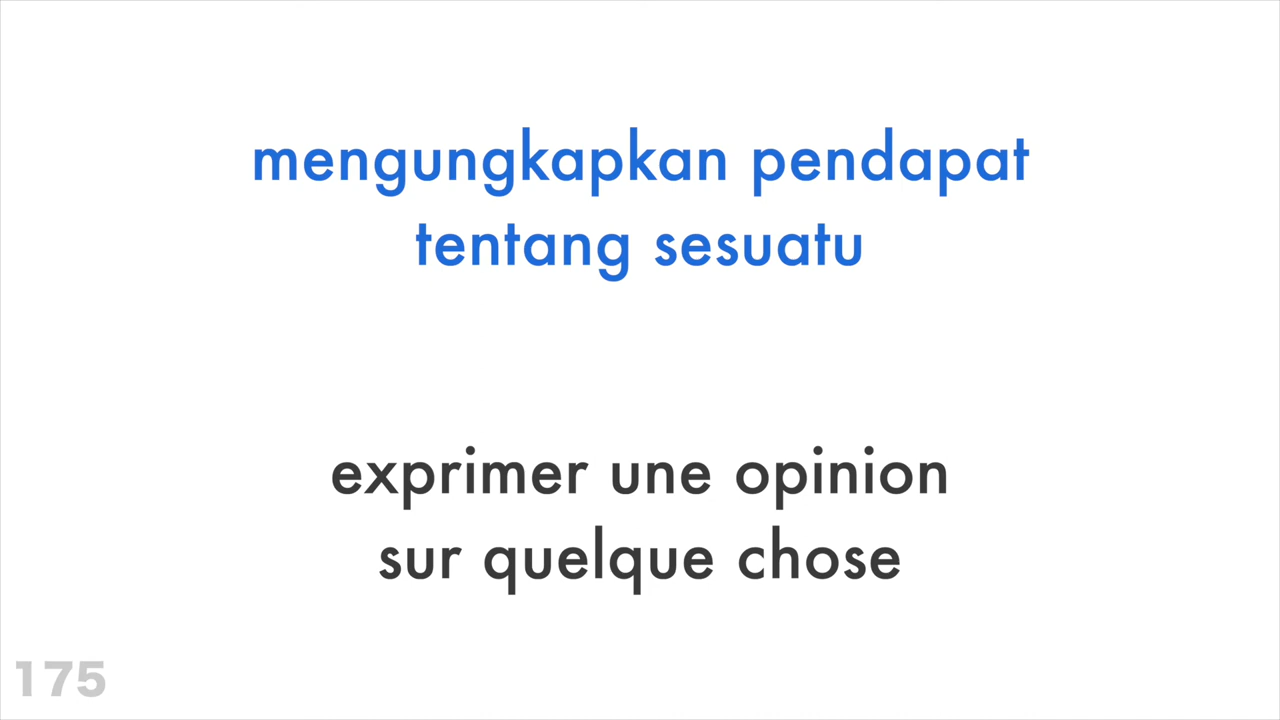 mengungkapkan pendapat
tentang sesuatu
exprimer une opinion
sur quelque chose
175